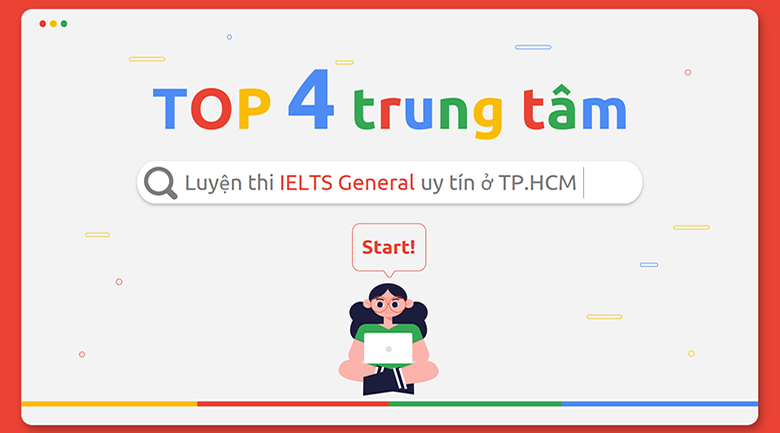 TOP 4 trung tâm
Luyện thi IELTS General uy tín ở TP.HCM
Start!